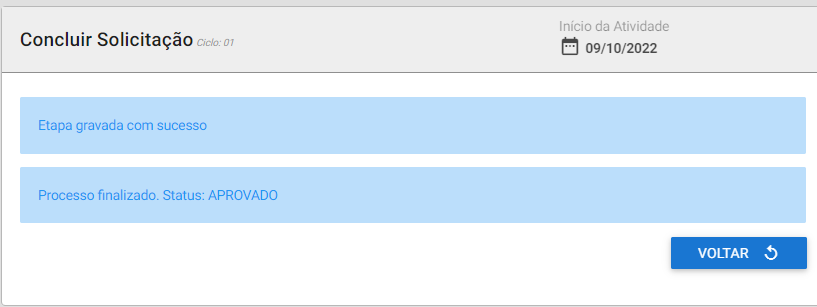 Concluir Solicitação Ciclo: 01
Início da Atividade
09/10/2022
Etapa gravada com sucesso
Processo finalizado. Status: APROVADO
VOLTAR